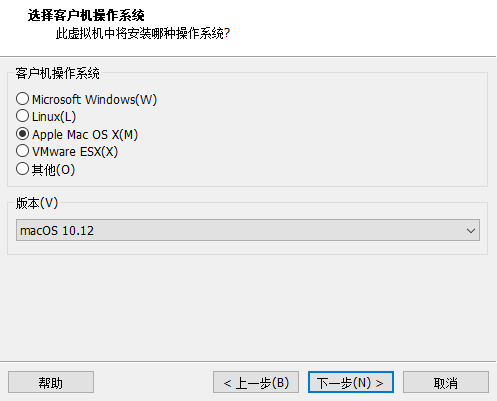 选择客户机操作系统
此虚拟机中将安装哪种操作系统?
客户机操作系统
Microsoft Windows(W)
Linux(L)
Apple Mac OS X(M)
VMware ESX(X)
其他(O)
版本(V)
macOS 10.12
帮助 < 上一步(B) 下一步(N) > 取消